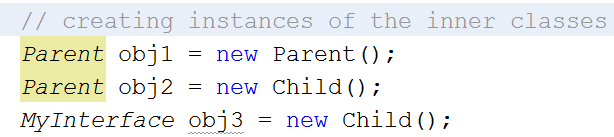 // creating instances of the inner classes
Parent obj1 = new Parent();
Parent obj2 = new Child();
MyInterface obj3 = new Child();